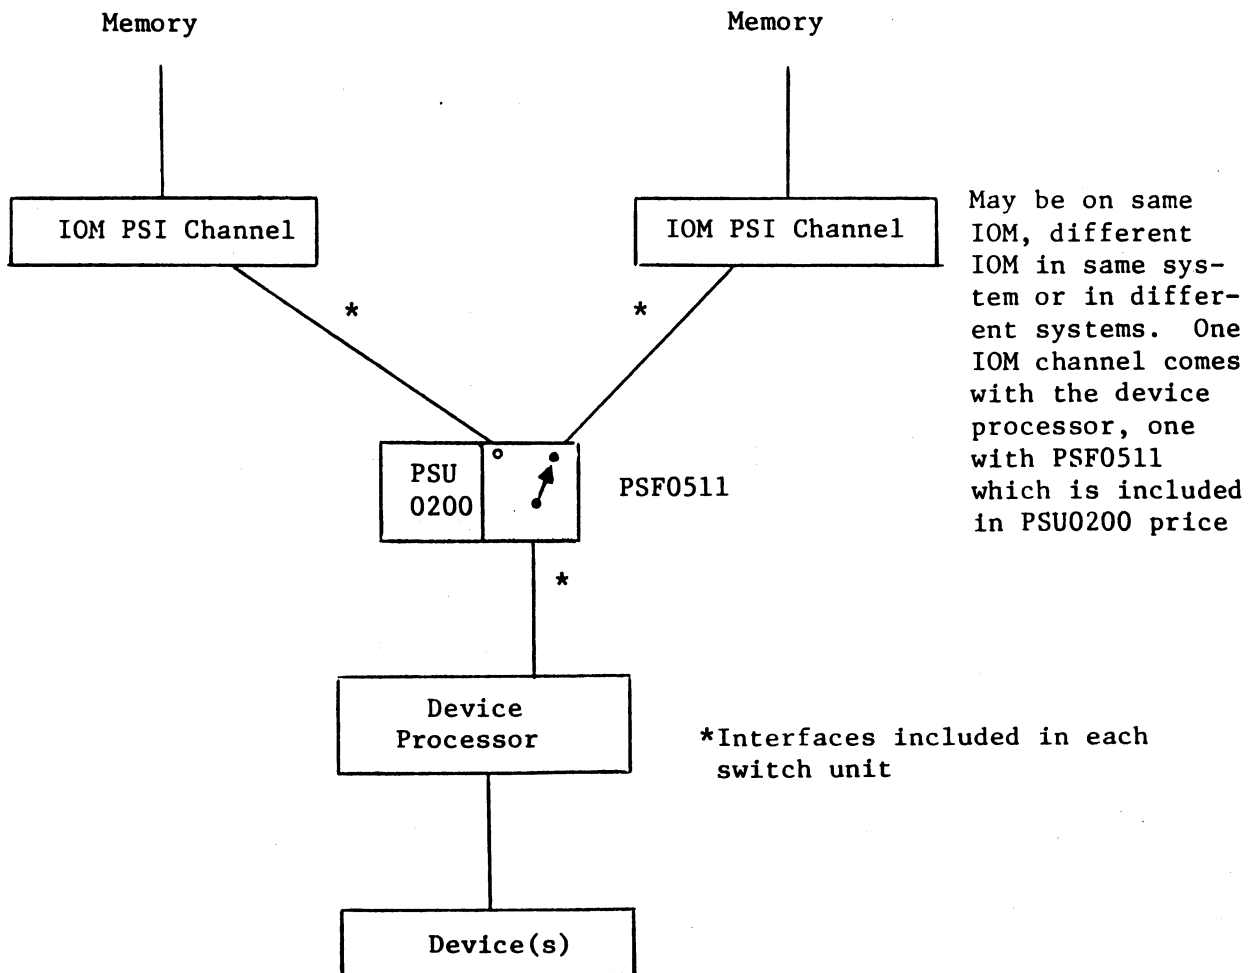 Memory
Memory
IOM PSI Channel
IOM PSI Channel
May be on same
IOM, different
IOM in same sys-
tem or in differ-
ent systems. One
IOM channel comes
with the device
processor, one
with PSF0511
which is included
in PSU0200 price
*
*
PSU
0200
PSF0511
*
Device
Processor
*Interfaces included in each
switch unit
Device(s)